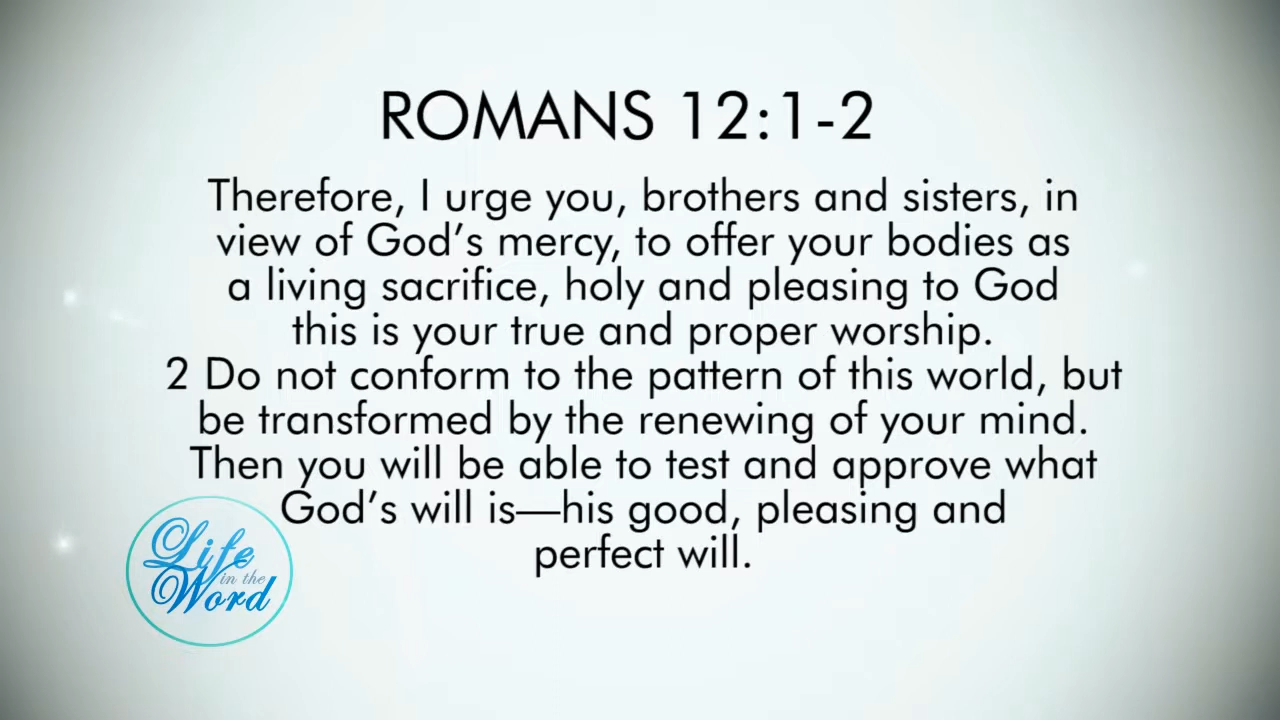 ROMANS 12:1-2
Therefore, I urge you, brothers and sisters, in
view of God’s mercy, to offer your bodies as
a living sacrifice, holy and pleasing to God
this is your true and proper worship.
2 Do not conform to the pattern of this world, but
be transformed by the renewing of your mind.
Then you will be able to test and approve what
God’s will is—his good, pleasing and
perfect will.
Life
in the
Word